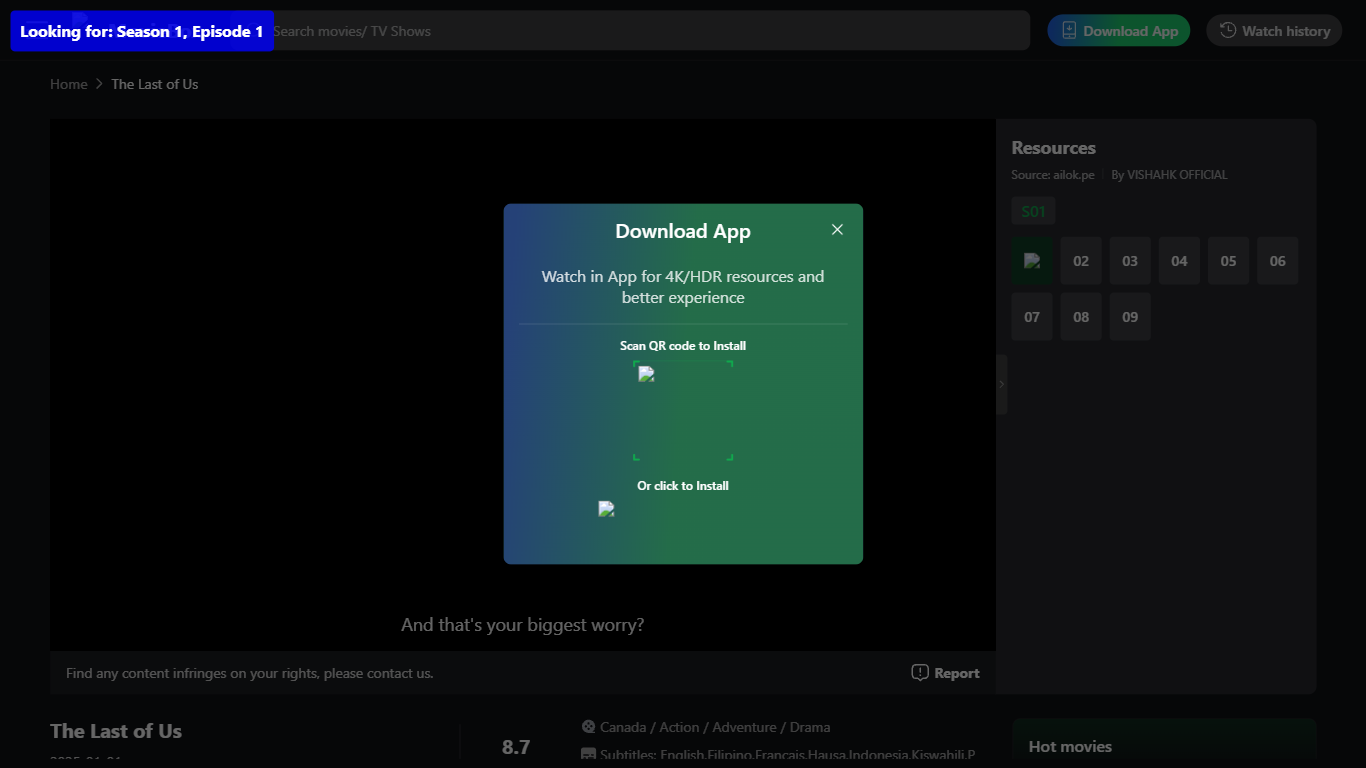 Looking for: Season 1, Episode 1
Search movies/ TV Shows
Download App
Watch history
Home
The Last of Us
Resources
Source: ailok.pe
By VISHAHK OFFICIAL
S01
02
03
04
05
06
07
08
09
Download App
Watch in App for 4K/HDR resources and
better experience
Scan QR code to Install
Or click to Install
And that's your biggest worry?
Find any content infringes on your rights, please contact us.
Report
The Last of Us
8.7
Canada / Action / Adventure / Drama
Subtitles: English,Filipino,Français,Hausa,Indonesia,Kiswahili,P
Hot movies